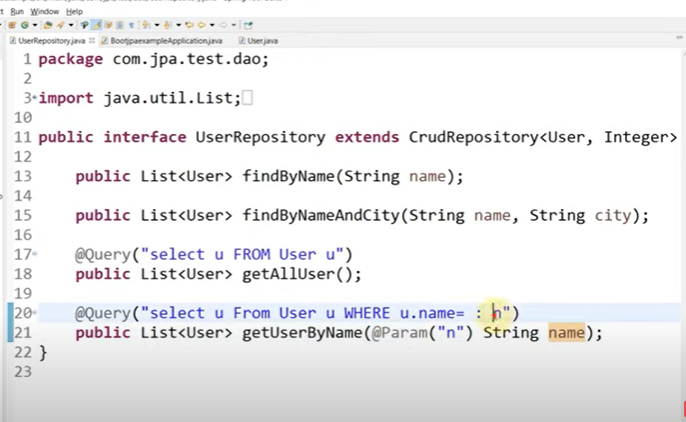 Run Window Help
UserRepository.java BootjpaexampleApplication.java User.java
1 package com.jpa.test.dao;
2
3 import java.util.List;
10
11 public interface UserRepository extends CrudRepository<User, Integer>
12
13 public List<User> findByName(String name);
14
15 public List<User> findByNameAndCity(String name, String city);
16
17 @Query("select u FROM User u")
18 public List<User> getAllUser();
19
20 @Query("select u From User u WHERE u.name= : n")
21 public List<User> getUserByName(@Param("n") String name);
22 }
23